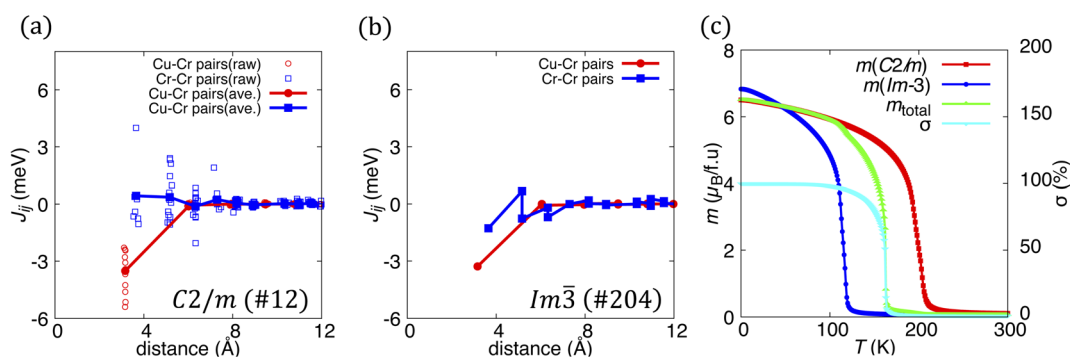 (a)
Cu-Cr pairs(raw)
Cr-Cr pairs(raw)
Cu-Cr pairs(ave.)
Cr-Cr pairs(ave.)
6
3
0
-3
-6
J_ij (meV)
C2/m (#12)
0 4 8 12
distance (Å)
(b)
Cu-Cr pairs
Cr-Cr pairs
6
3
0
-3
-6
J_ij (meV)
Im3̅ (#204)
0 4 8 12
distance (Å)
(c)
m(C2/m)
m(Im-3)
m_total
σ
8
6
4
2
0
m (μ_B/f.u)
200
150
100
50
0
σ (%)
0 100 200 300
T (K)